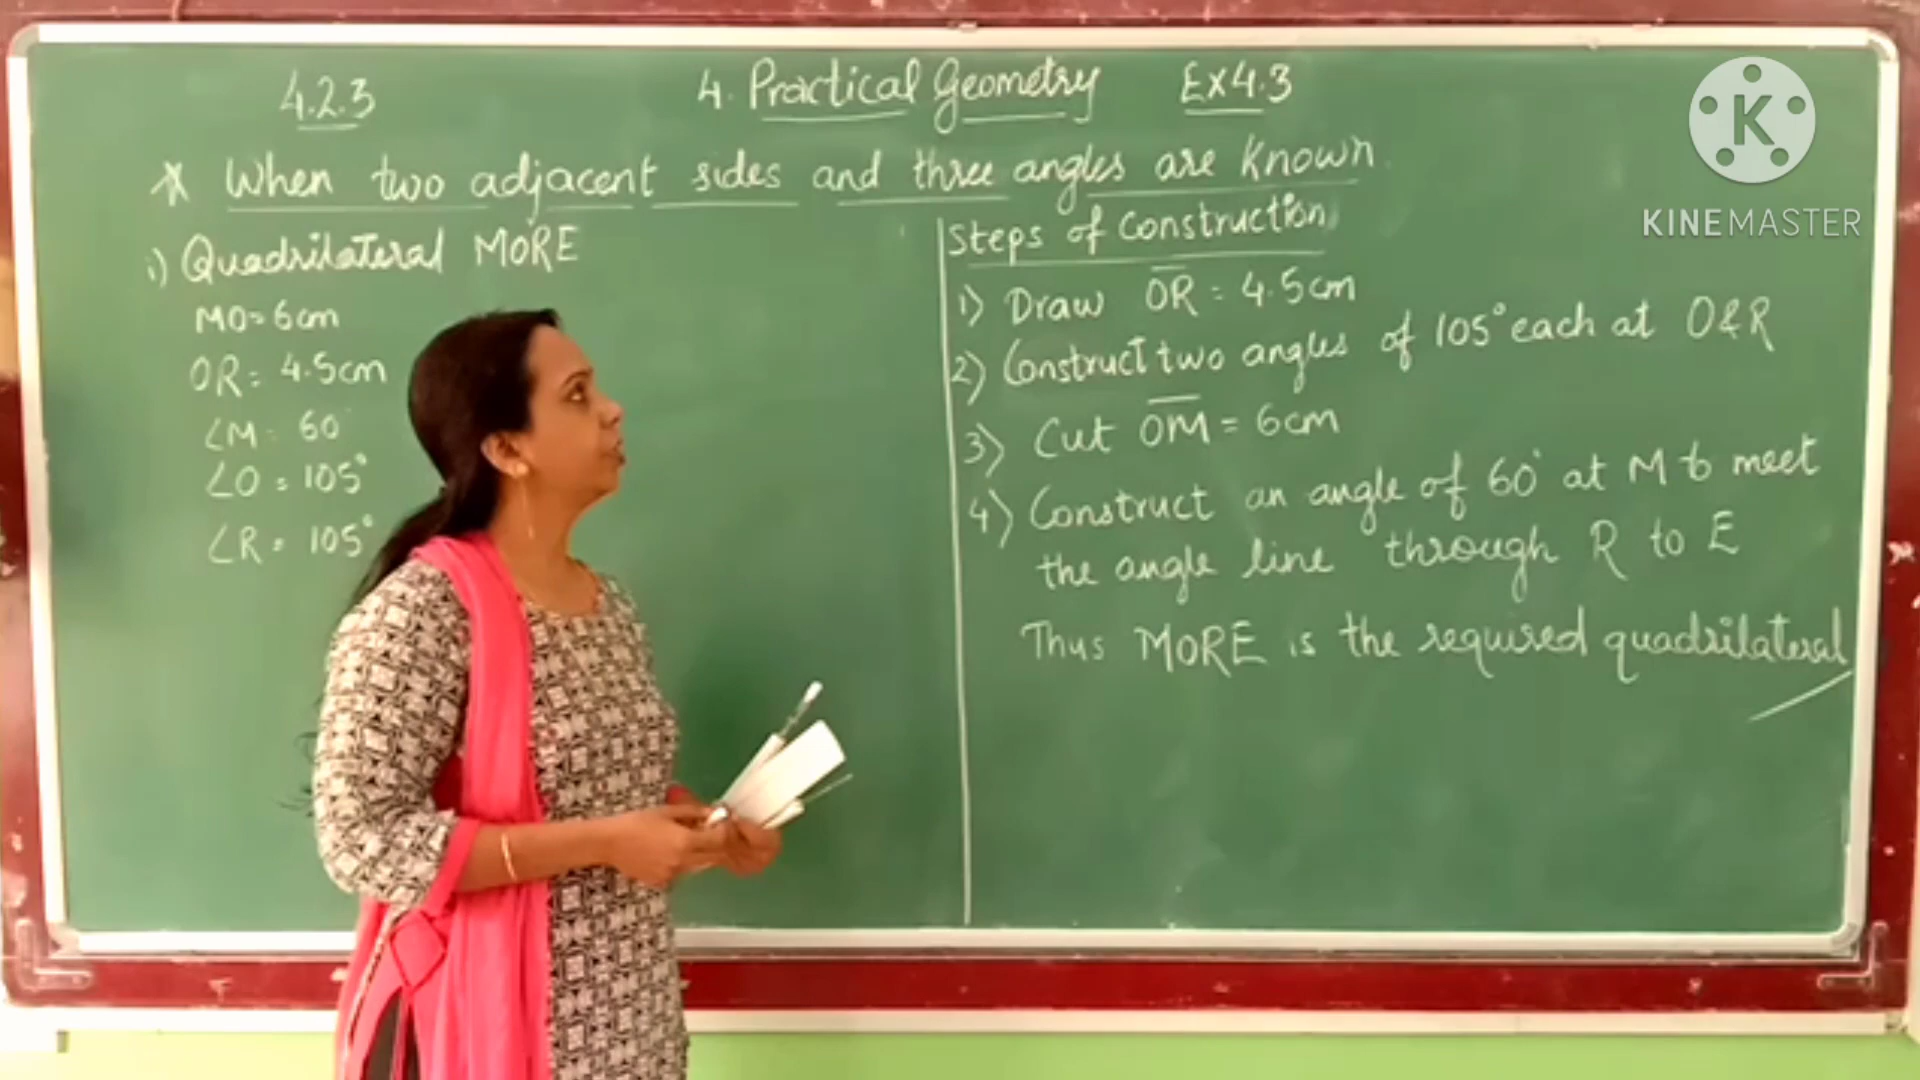 4.2.3
4. Practical Geometry Ex 4.3
* When two adjacent sides and three angles are known.
i) Quadrilateral MORE
MO = 6cm
OR = 4.5cm
∠M = 60°
∠O = 105°
∠R = 105°
Steps of Construction
1) Draw O̅R̅ = 4.5cm
2) Construct two angles of 105° each at O & R
3) Cut O̅M̅ = 6cm
4) Construct an angle of 60° at M to meet
the angle line through R to E
Thus MORE is the required quadrilateral
K
KINEMASTER